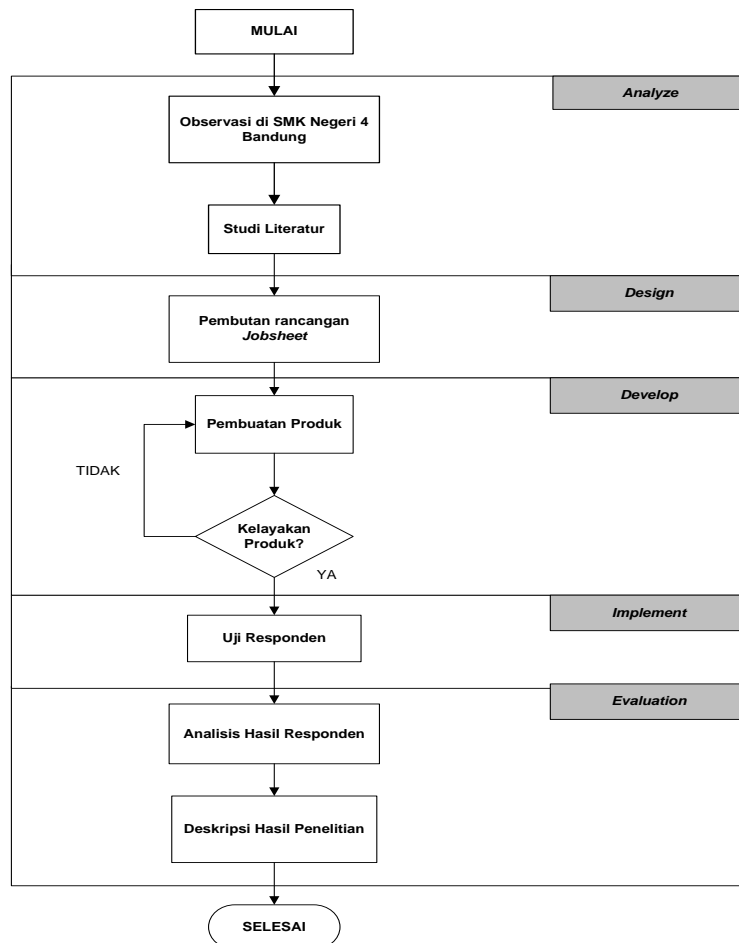 MULAI
Analyze
Observasi di SMK Negeri 4
Bandung
Studi Literatur
Design
Pembutan rancangan
Jobsheet
Develop
Pembuatan Produk
TIDAK
Kelayakan
Produk?
YA
Implement
Uji Responden
Evaluation
Analisis Hasil Responden
Deskripsi Hasil Penelitian
SELESAI